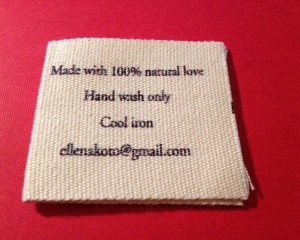 Made with 100% natural love
Hand wash only
Cool iron
ellenskoto@gmail.com